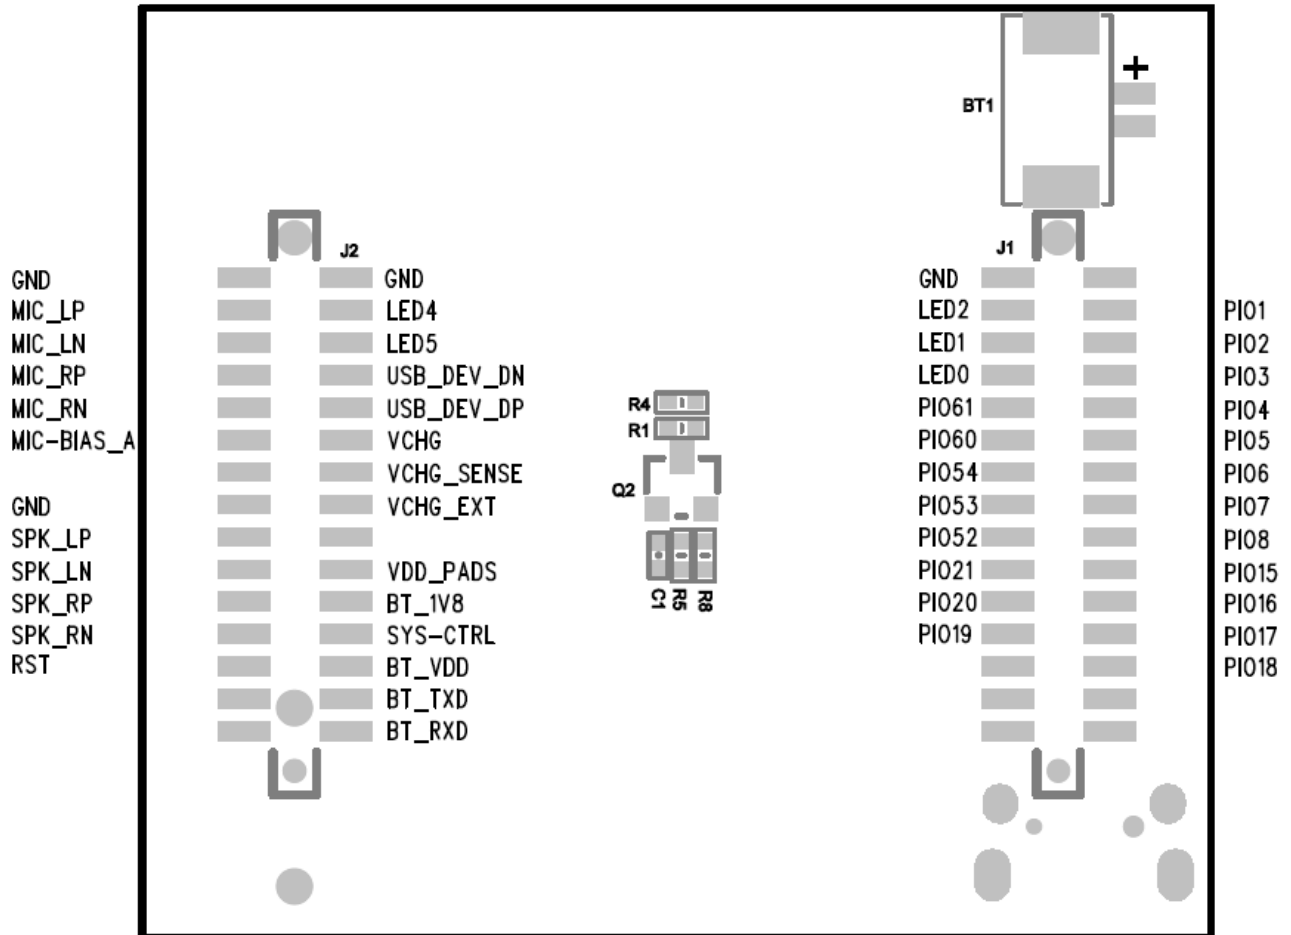 +
BT1
J2
J1
GND GND GND
MIC_LP LED4 LED2 PIO1
MIC_LN LED5 LED1 PIO2
MIC_RP USB_DEV_DN LED0 PIO3
MIC_RN USB_DEV_DP R4 PIO61 PIO4
MIC-BIAS_A VCHG R1 PIO60 PIO5
VCHG_SENSE PIO54 PIO6
GND VCHG_EXT Q2 PIO53 PIO7
SPK_LP PIO52 PIO8
SPK_LN VDD_PADS PIO21 PIO15
SPK_RP BT_1V8 C1 R5 R8 PIO20 PIO16
SPK_RN SYS-CTRL PIO19 PIO17
RST BT_VDD PIO18
BT_TXD
BT_RXD